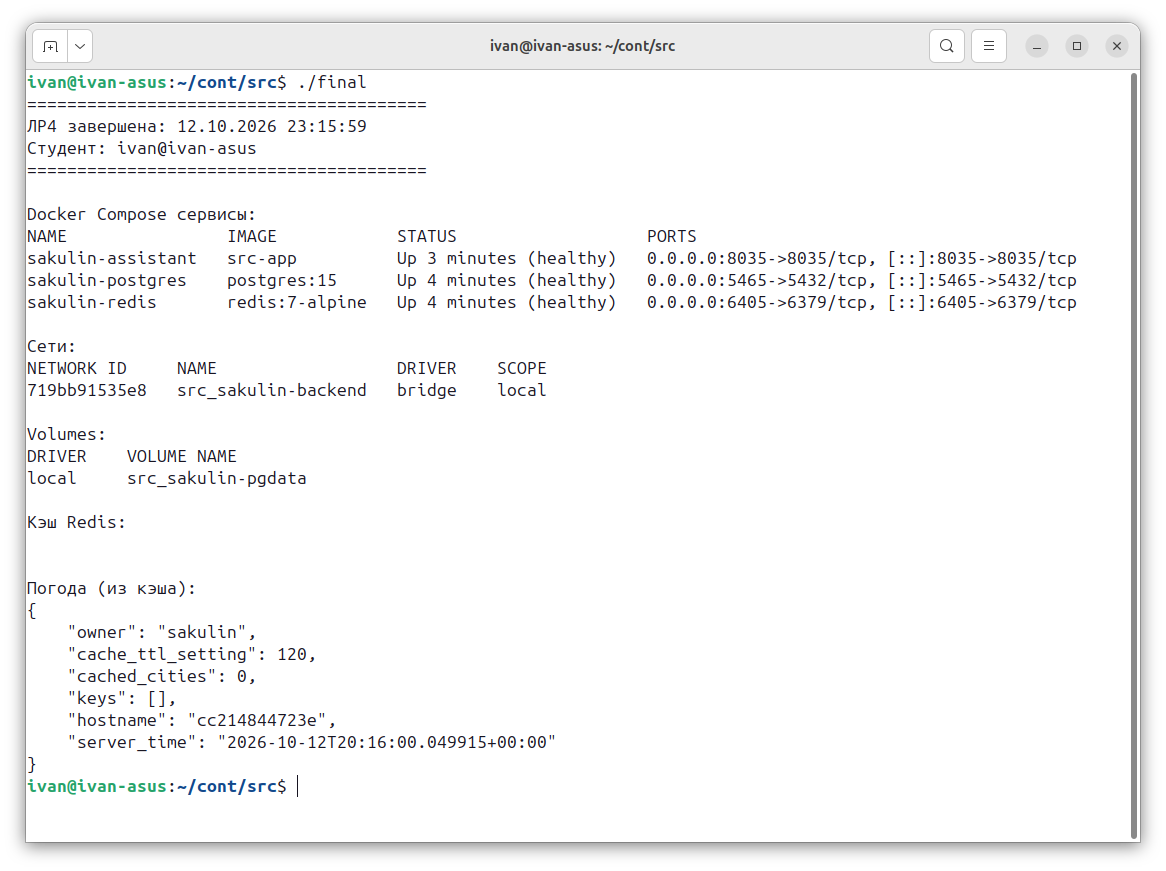 ivan@ivan-asus: ~/cont/src
ivan@ivan-asus:~/cont/src$ ./final
========================================
ЛР4 завершена: 12.10.2026 23:15:59
Студент: ivan@ivan-asus
========================================
Docker Compose сервисы:
NAME                IMAGE            STATUS                   PORTS
sakulin-assistant   src-app          Up 3 minutes (healthy)   0.0.0.0:8035->8035/tcp, [::]:8035->8035/tcp
sakulin-postgres    postgres:15      Up 4 minutes (healthy)   0.0.0.0:5465->5432/tcp, [::]:5465->5432/tcp
sakulin-redis       redis:7-alpine   Up 4 minutes (healthy)   0.0.0.0:6405->6379/tcp, [::]:6405->6379/tcp
Сети:
NETWORK ID     NAME                  DRIVER    SCOPE
719bb91535e8   src_sakulin-backend   bridge    local
Volumes:
DRIVER    VOLUME NAME
local     src_sakulin-pgdata
Кэш Redis:
Погода (из кэша):
{
    "owner": "sakulin",
    "cache_ttl_setting": 120,
    "cached_cities": 0,
    "keys": [],
    "hostname": "cc214844723e",
    "server_time": "2026-10-12T20:16:00.049915+00:00"
}
ivan@ivan-asus:~/cont/src$